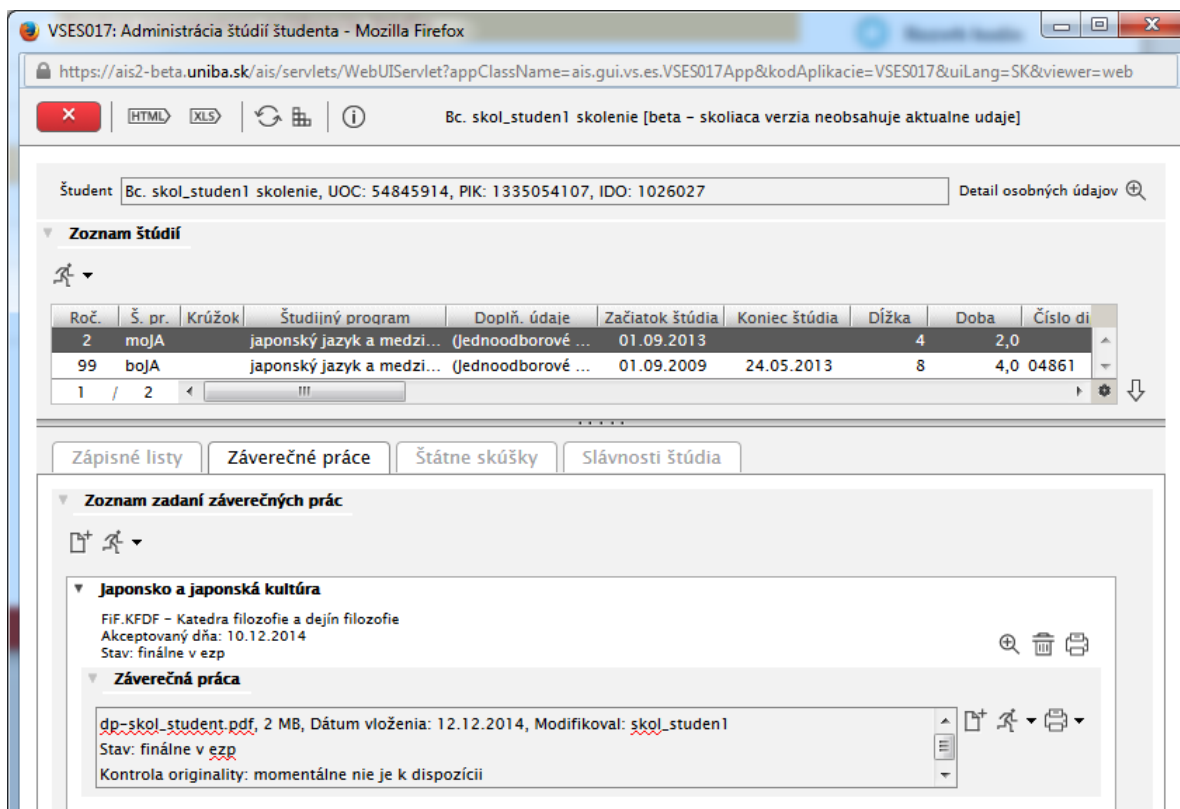 VSES017: Administrácia štúdií študenta - Mozilla Firefox
https://ais2-beta.uniba.sk/ais/servlets/WebUIServlet?appClassName=ais.gui.vs.es.VSES017App&kodAplikacie=VSES017&uiLang=SK&viewer=web
HTML XLS Bc. skol_studen1 skolenie [beta - skoliaca verzia neobsahuje aktualne udaje]
Študent Bc. skol_studen1 skolenie, UOC: 54845914, PIK: 1335054107, IDO: 1026027 Detail osobných údajov
Zoznam štúdií
Roč. Š. pr. Krúžok Študijný program Doplň. údaje Začiatok štúdia Koniec štúdia Dĺžka Doba Číslo di
2 moJA japonský jazyk a medzi... (Jednoodborové ... 01.09.2013 4 2,0
99 boJA japonský jazyk a medzi... (Jednoodborové ... 01.09.2009 24.05.2013 8 4,0 04861
1 / 2
Zápisné listy Záverečné práce Štátne skúšky Slávnosti štúdia
Zoznam zadaní záverečných prác
Japonsko a japonská kultúra
FiF.KFDF - Katedra filozofie a dejín filozofie
Akceptovaný dňa: 10.12.2014
Stav: finálne v ezp
Záverečná práca
dp-skol_student.pdf, 2 MB, Dátum vloženia: 12.12.2014, Modifikoval: skol_studen1
Stav: finálne v ezp
Kontrola originality: momentálne nie je k dispozícii